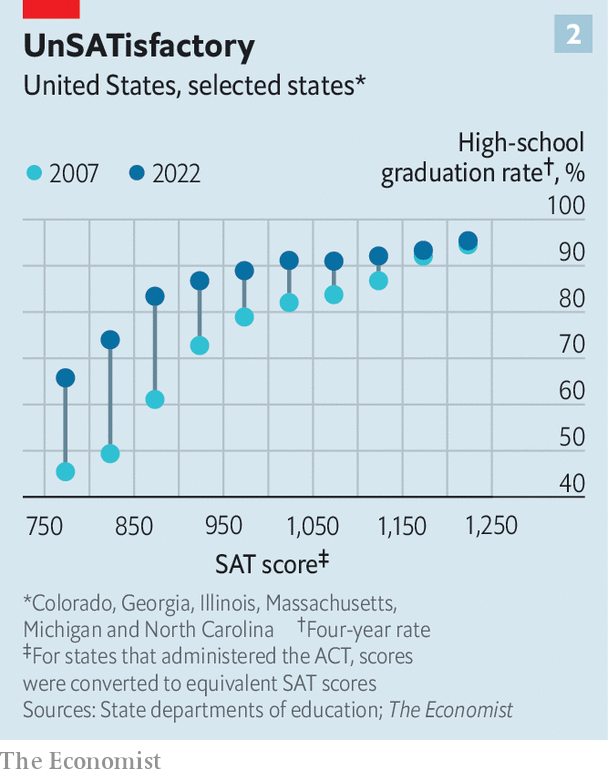 UnSATisfactory
2
United States, selected states*
High-school
graduation rate†, %
2007
2022
100
90
80
70
60
50
40
750 850 950 1,050 1,150 1,250
SAT score‡
*Colorado, Georgia, Illinois, Massachusetts,
Michigan and North Carolina †Four-year rate
‡For states that administered the ACT, scores
were converted to equivalent SAT scores
Sources: State departments of education; The Economist
The Economist